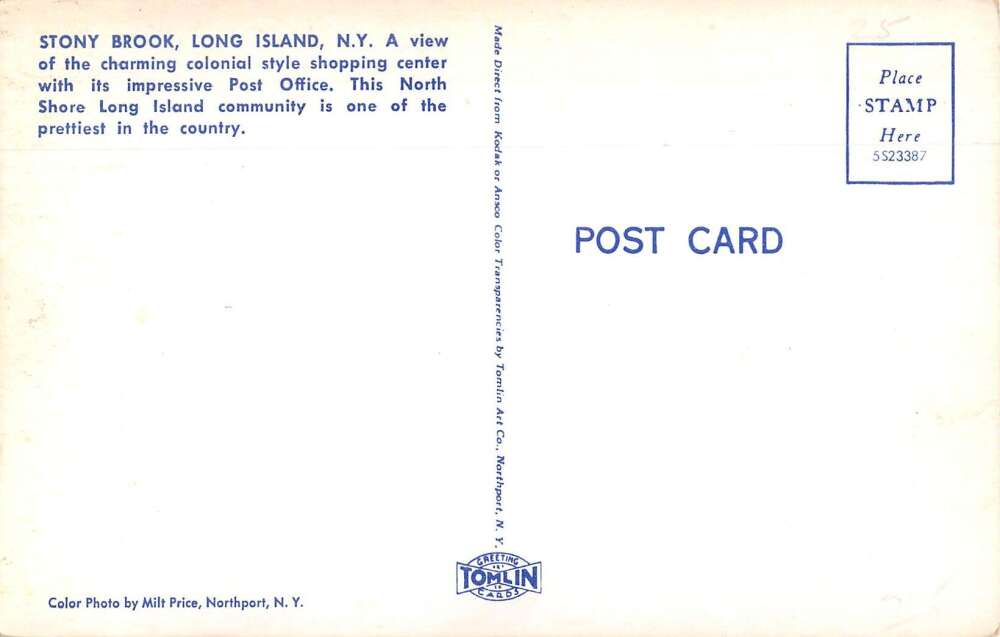 STONY BROOK, LONG ISLAND, N.Y. A view
of the charming colonial style shopping center
with its impressive Post Office. This North
Shore Long Island community is one of the
prettiest in the country.
Color Photo by Milt Price, Northport, N. Y.
Made Direct from Kodak or Ansco Color Transparencies by Tomlin Art Co., Northport, N. Y.
GREETING
TOMLIN
CARDS
25
Place
STAMP
Here
5S23387
POST CARD